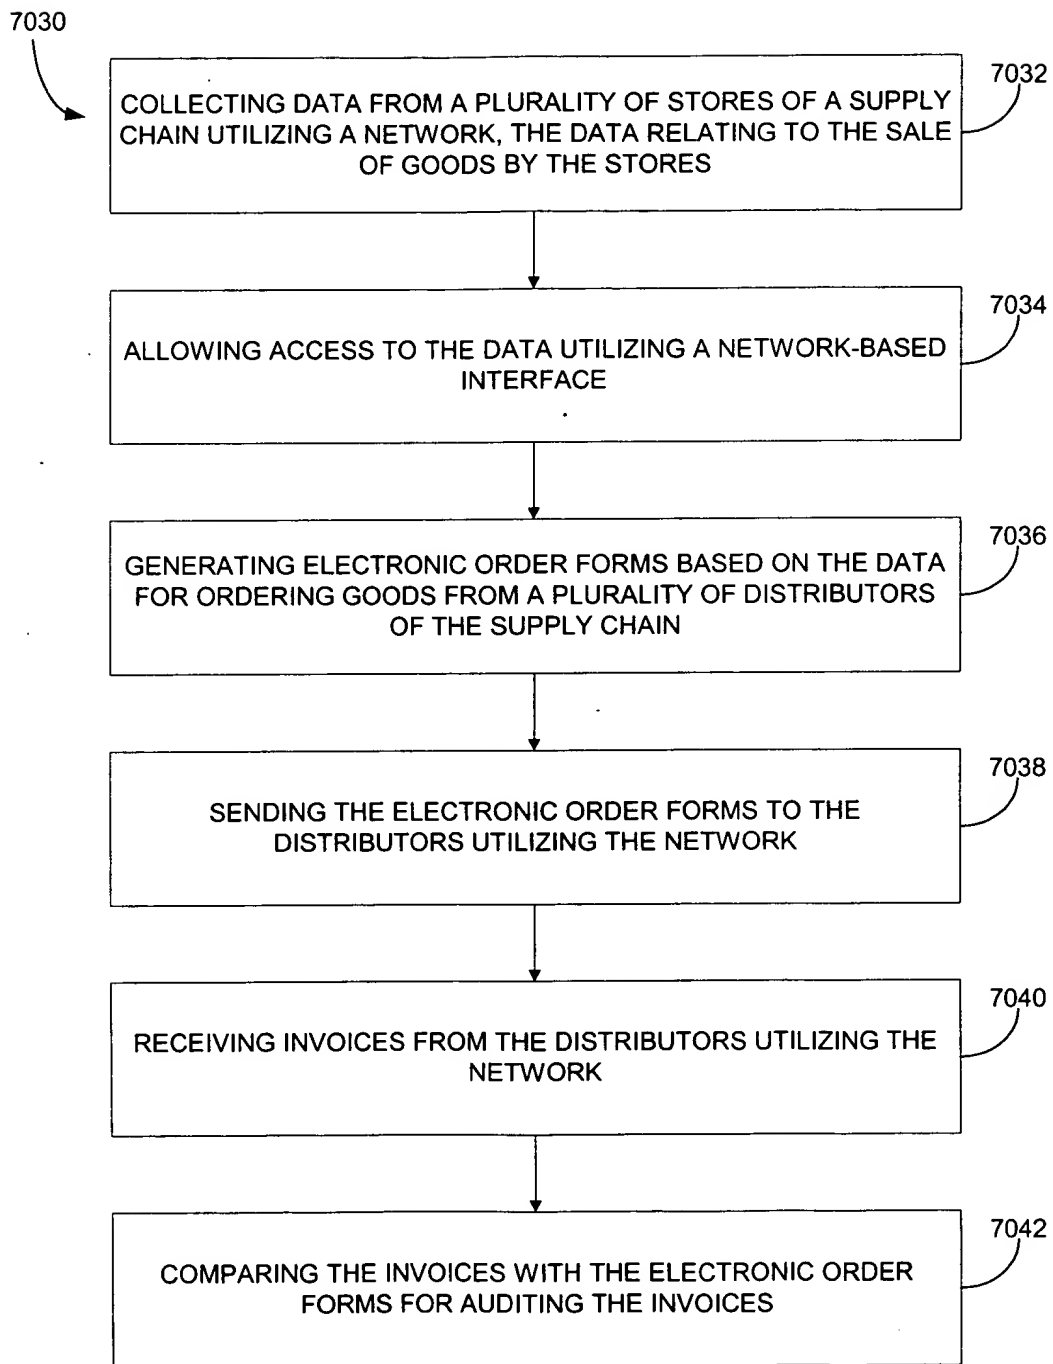 7030
7032
COLLECTING DATA FROM A PLURALITY OF STORES OF A SUPPLY
CHAIN UTILIZING A NETWORK, THE DATA RELATING TO THE SALE
OF GOODS BY THE STORES
7034
ALLOWING ACCESS TO THE DATA UTILIZING A NETWORK-BASED
INTERFACE
7036
GENERATING ELECTRONIC ORDER FORMS BASED ON THE DATA
FOR ORDERING GOODS FROM A PLURALITY OF DISTRIBUTORS
OF THE SUPPLY CHAIN
7038
SENDING THE ELECTRONIC ORDER FORMS TO THE
DISTRIBUTORS UTILIZING THE NETWORK
7040
RECEIVING INVOICES FROM THE DISTRIBUTORS UTILIZING THE
NETWORK
7042
COMPARING THE INVOICES WITH THE ELECTRONIC ORDER
FORMS FOR AUDITING THE INVOICES